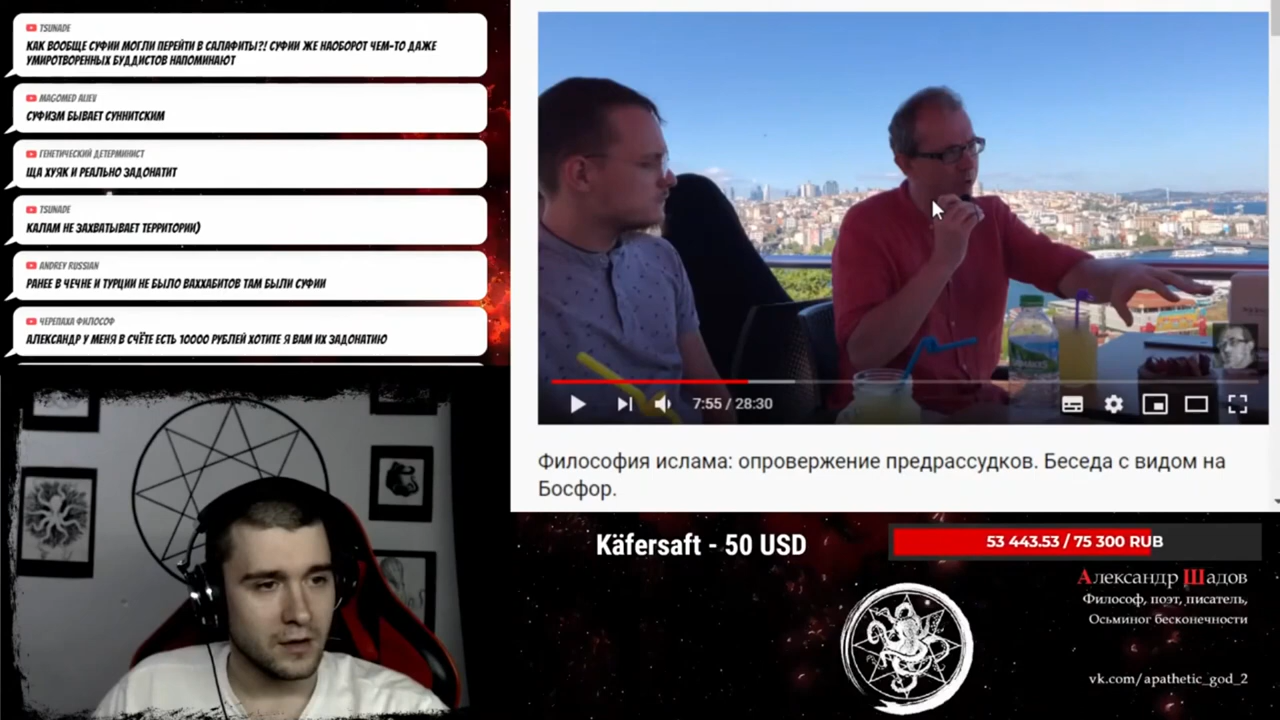 TSUNADE
КАК ВООБЩЕ СУФИИ МОГЛИ ПЕРЕЙТИ В САЛАФИТЫ?! СУФИИ ЖЕ НАОБОРОТ ЧЕМ-ТО ДАЖЕ
УМИРОТВОРЕННЫХ БУДДИСТОВ НАПОМИНАЮТ
MAGOMED ALIEV
СУФИЗМ БЫВАЕТ СУННИТСКИМ
ГЕНЕТИЧЕСКИЙ ДЕТЕРМИНИСТ
ЩА ХУЯК И РЕАЛЬНО ЗАДОНАТИТ
TSUNADE
КАЛАМ НЕ ЗАХВАТЫВАЕТ ТЕРРИТОРИИ)
ANDREY RUSSIAN
РАНЕЕ В ЧЕЧНЕ И ТУРЦИИ НЕ БЫЛО ВАХХАБИТОВ ТАМ БЫЛИ СУФИИ
ЧЕРЕПАХА ФИЛОСОФ
АЛЕКСАНДР У МЕНЯ В СЧЁТЕ ЕСТЬ 10000 РУБЛЕЙ ХОТИТЕ Я ВАМ ИХ ЗАДОНАТЮ
7:55 / 28:30
Философия ислама: опровержение предрассудков. Беседа с видом на
Босфор.
Käfersaft - 50 USD
53 443.53 / 75 300 RUB
Александр Шадов
Философ, поэт, писатель,
Осьминог бесконечности
vk.com/apathetic_god_2